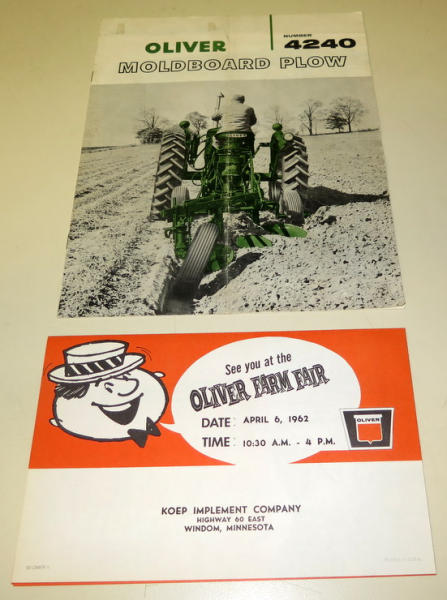 OLIVER
NUMBER
4240
MOLDBOARD PLOW
See you at the
OLIVER FARM FAIR
DATE: APRIL 6, 1962
TIME: 10:30 A.M. - 4 P.M.
OLIVER
KOEP IMPLEMENT COMPANY
HIGHWAY 60 EAST
WINDOM, MINNESOTA